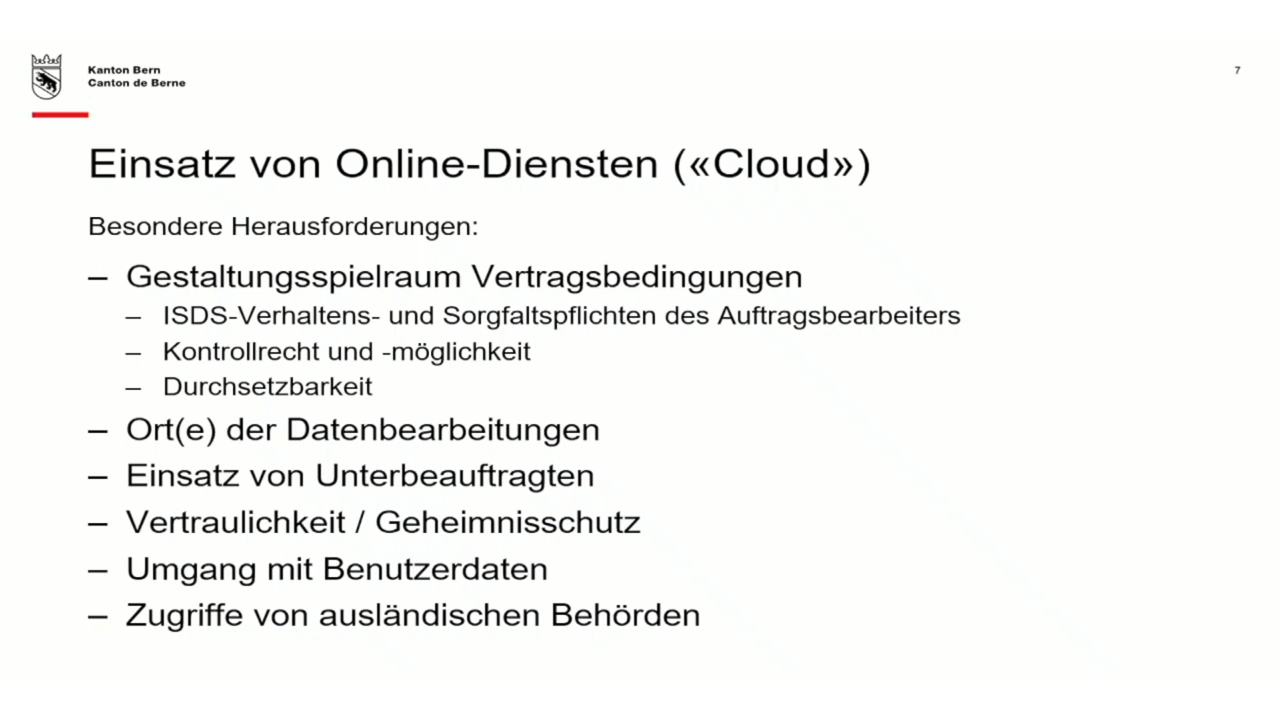 Kanton Bern
Canton de Berne
7
Einsatz von Online-Diensten («Cloud»)
Besondere Herausforderungen:
– Gestaltungsspielraum Vertragsbedingungen
– ISDS-Verhaltens- und Sorgfaltspflichten des Auftragsbearbeiters
– Kontrollrecht und -möglichkeit
– Durchsetzbarkeit
– Ort(e) der Datenbearbeitungen
– Einsatz von Unterbeauftragten
– Vertraulichkeit / Geheimnisschutz
– Umgang mit Benutzerdaten
– Zugriffe von ausländischen Behörden